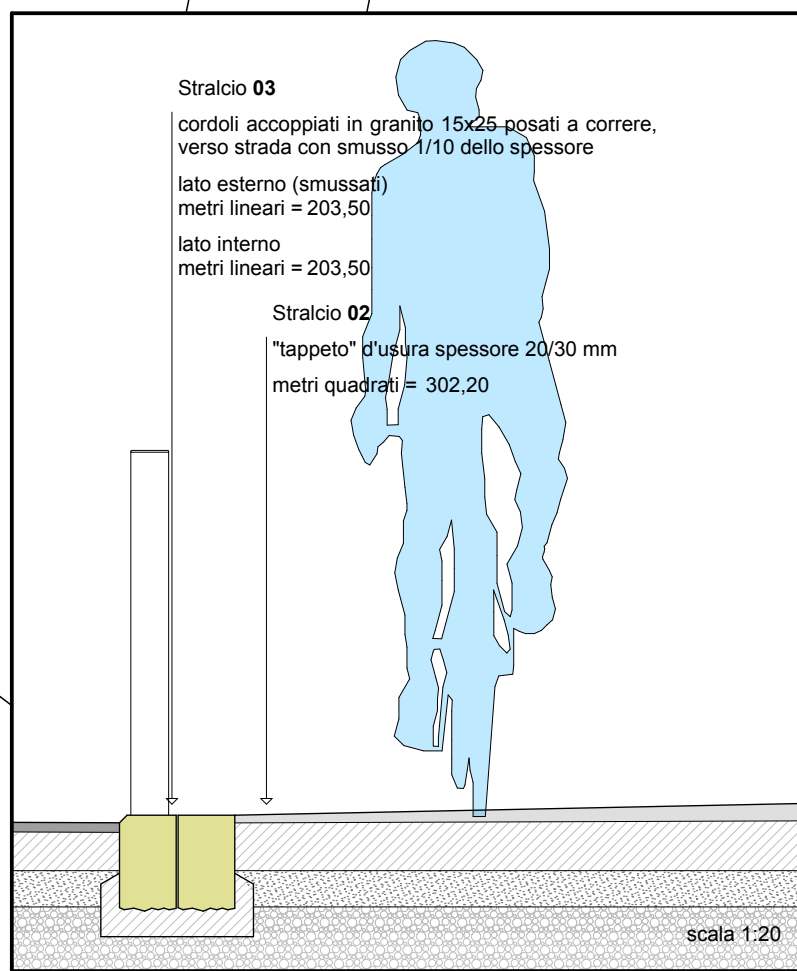 Stralcio 03
cordoli accoppiati in granito 15x25 posati a correre,
verso strada con smusso 1/10 dello spessore
lato esterno (smussati)
metri lineari = 203,50
lato interno
metri lineari = 203,50
Stralcio 02
"tappeto" d'usura spessore 20/30 mm
metri quadrati = 302,20
scala 1:20